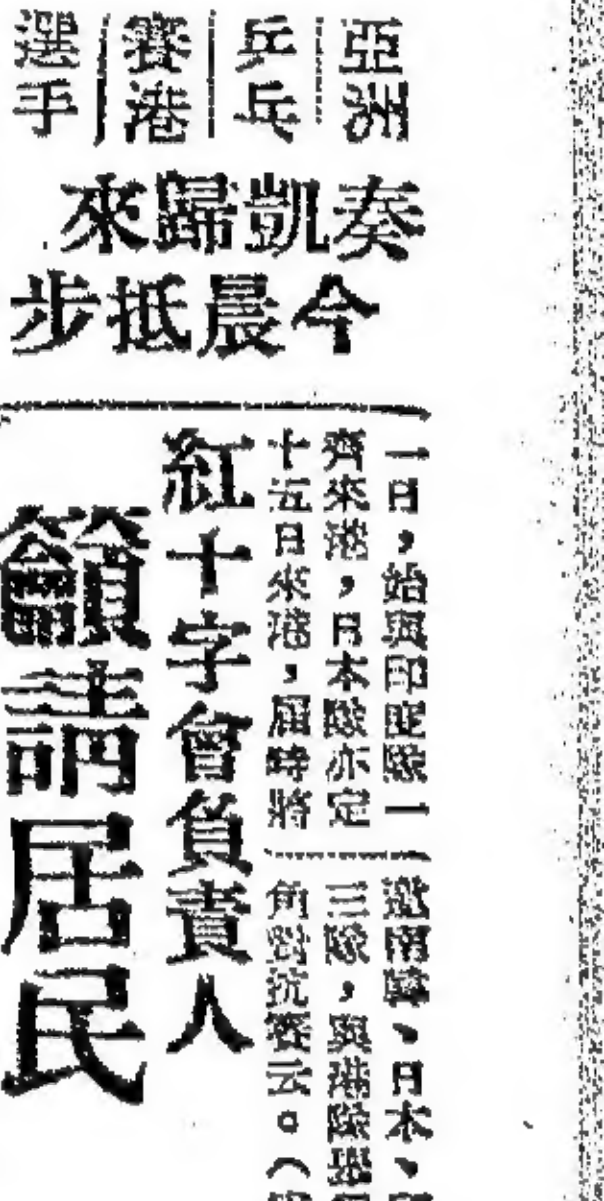 亞洲
乒乓
賽港
選手
奏凱歸來
今晨抵步
一日，始與印度隊一
齊來港，日本隊亦定
十五日來港，屆時將
邀南韓、日本、
三隊，與港隊舉
角對抗賽云。（
紅十字會負責人
籲請居民